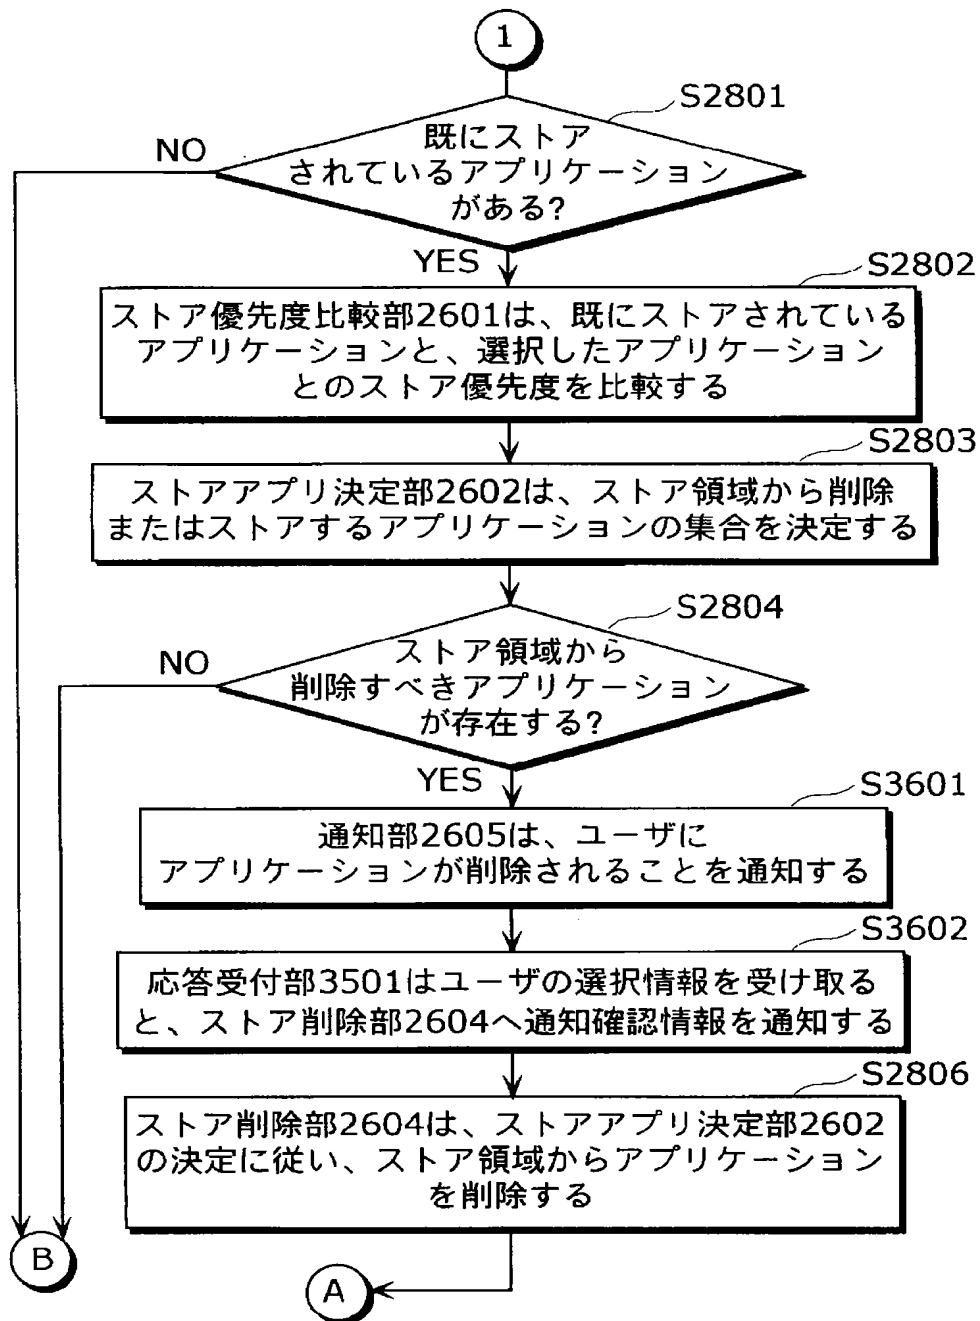 1
S2801
既にストア
されているアプリケーション
がある?
NO
YES
S2802
ストア優先度比較部2601は、既にストアされている
アプリケーションと、選択したアプリケーション
とのストア優先度を比較する
S2803
ストアアプリ決定部2602は、ストア領域から削除
またはストアするアプリケーションの集合を決定する
S2804
ストア領域から
削除すべきアプリケーション
が存在する?
NO
YES
S3601
通知部2605は、ユーザに
アプリケーションが削除されることを通知する
S3602
応答受付部3501はユーザの選択情報を受け取る
と、ストア削除部2604へ通知確認情報を通知する
S2806
ストア削除部2604は、ストアアプリ決定部2602
の決定に従い、ストア領域からアプリケーション
を削除する
B
A